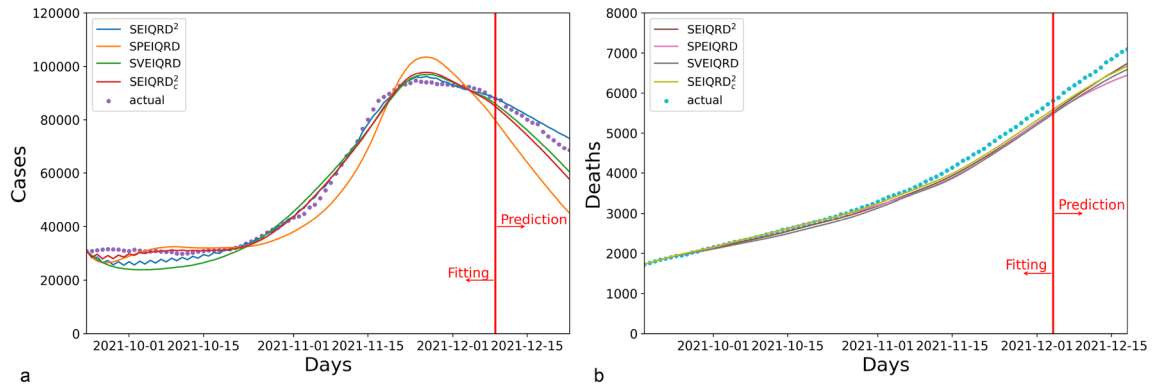 120000
100000
80000
60000
40000
20000
0
Cases
SEIQRD²
SPEIQRD
SVEIQRD
SEIQRD²c
actual
Prediction
Fitting
2021-10-01 2021-10-15 2021-11-01 2021-11-15 2021-12-01 2021-12-15
Days
a
8000
7000
6000
5000
4000
3000
2000
1000
0
Deaths
SEIQRD²
SPEIQRD
SVEIQRD
SEIQRD²c
actual
Prediction
Fitting
2021-10-01 2021-10-15 2021-11-01 2021-11-15 2021-12-01 2021-12-15
Days
b